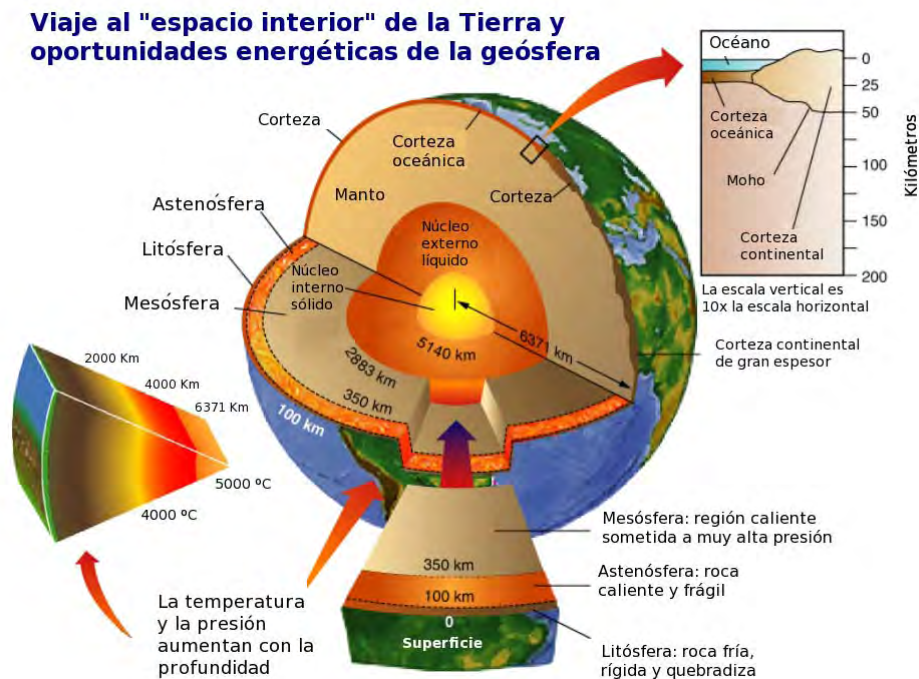 Viaje al "espacio interior" de la Tierra y
oportunidades energéticas de la geósfera
Océano
0
25
50
100
150
200
Kilómetros
Corteza
oceánica
Moho
Corteza
continental
La escala vertical es
10x la escala horizontal
Corteza
Corteza
oceánica
Manto
Corteza
Astenósfera
Litósfera
Mesósfera
Núcleo
externo
líquido
Núcleo
interno
sólido
6371 km
5140 km
2883 km
350 km
100 km
Corteza continental
de gran espesor
2000 Km
4000 Km
6371 Km
5000 ºC
4000 ºC
La temperatura
y la presión
aumentan con la
profundidad
350 km
100 km
0
Superficie
Mesósfera: región caliente
sometida a muy alta presión
Astenósfera: roca
caliente y frágil
Litósfera: roca fría,
rígida y quebradiza